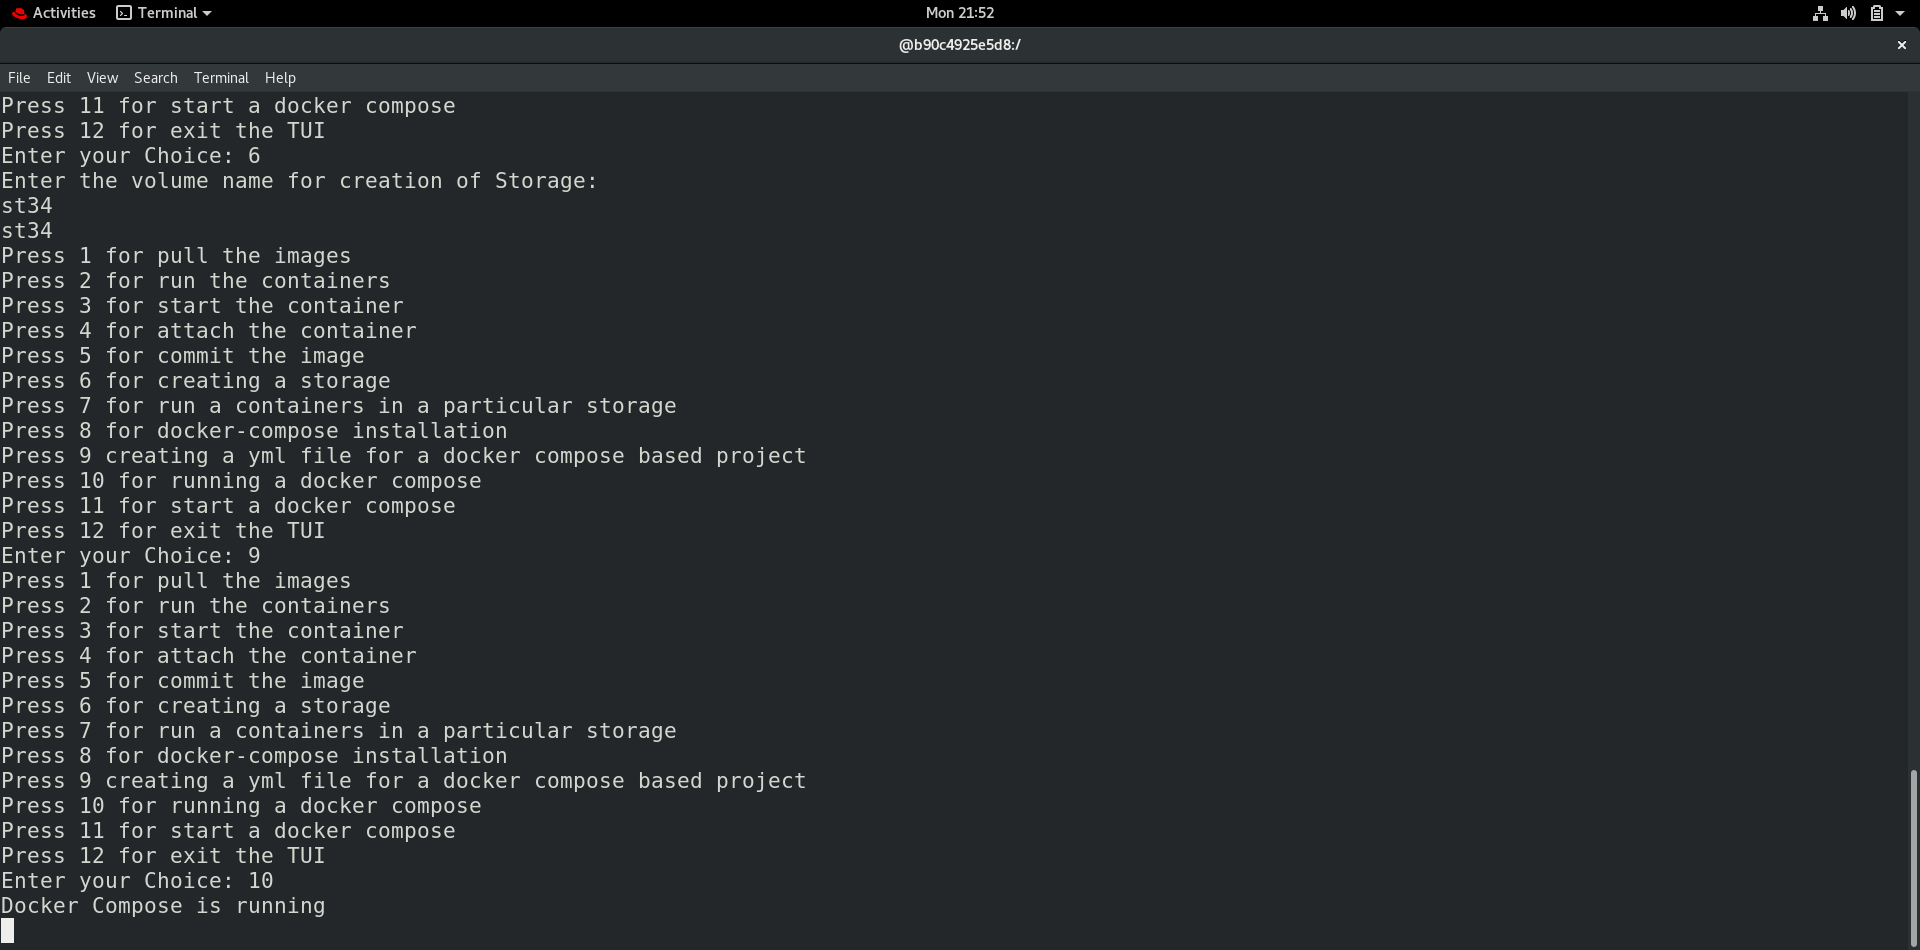 Activities Terminal Mon 21:52
@b90c4925e5d8:/
File Edit View Search Terminal Help
Press 11 for start a docker compose
Press 12 for exit the TUI
Enter your Choice: 6
Enter the volume name for creation of Storage:
st34
st34
Press 1 for pull the images
Press 2 for run the containers
Press 3 for start the container
Press 4 for attach the container
Press 5 for commit the image
Press 6 for creating a storage
Press 7 for run a containers in a particular storage
Press 8 for docker-compose installation
Press 9 creating a yml file for a docker compose based project
Press 10 for running a docker compose
Press 11 for start a docker compose
Press 12 for exit the TUI
Enter your Choice: 9
Press 1 for pull the images
Press 2 for run the containers
Press 3 for start the container
Press 4 for attach the container
Press 5 for commit the image
Press 6 for creating a storage
Press 7 for run a containers in a particular storage
Press 8 for docker-compose installation
Press 9 creating a yml file for a docker compose based project
Press 10 for running a docker compose
Press 11 for start a docker compose
Press 12 for exit the TUI
Enter your Choice: 10
Docker Compose is running